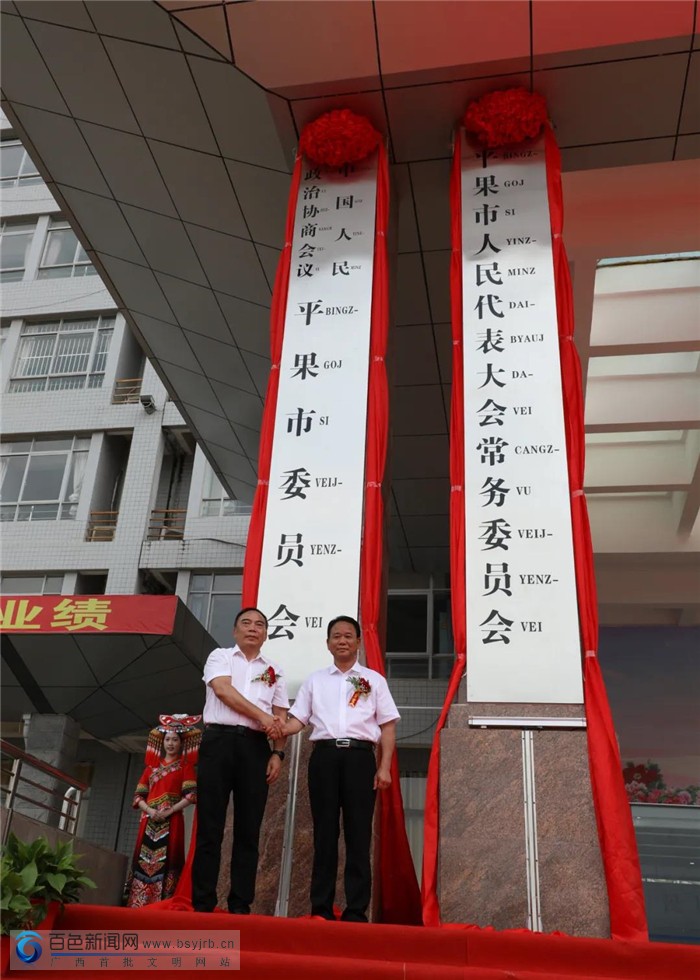 中国人民
政治协商会议
平果市委员会
BINGZ-
GOJ
SI
VEIJ-
YENZ-
VEI
平果市人民代表大会常务委员会
BINGZ-
GOJ
SI
YINZ-
MINZ
DAI-
BYAUJ
DA-
VEI
CANGZ-
VU
VEIJ-
YENZ-
VEI
业绩
百色新闻网 www.bsyjrb.cn
广西首批文明网站